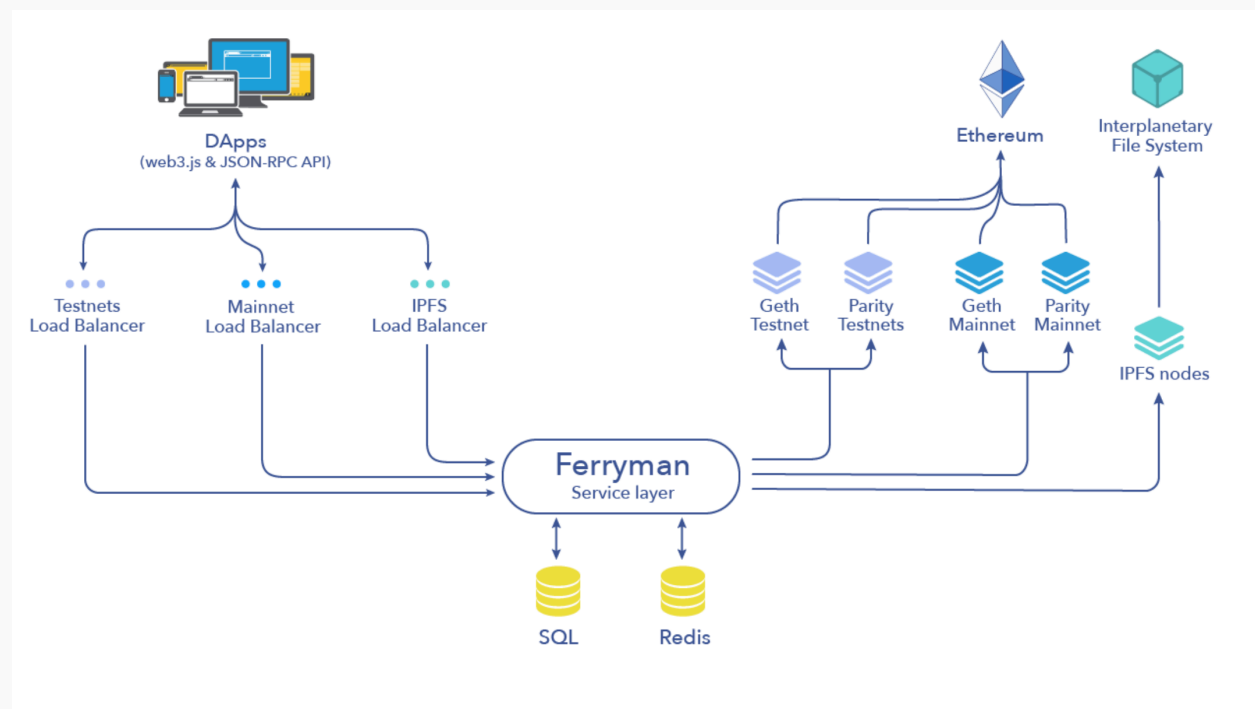 DApps
(web3.js & JSON-RPC API)
Ethereum
Interplanetary
File System
Testnets
Load Balancer
Mainnet
Load Balancer
IPFS
Load Balancer
Geth
Testnet
Parity
Testnets
Geth
Mainnet
Parity
Mainnet
IPFS nodes
Ferryman
Service layer
SQL
Redis